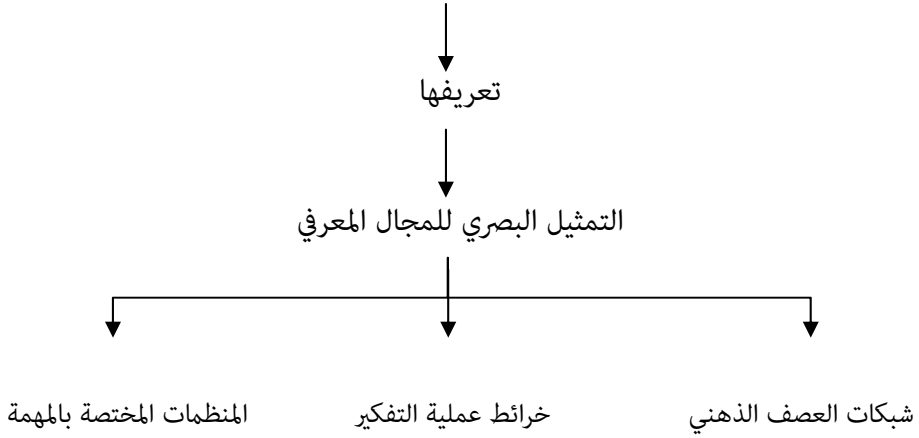 تعريفها
التمثيل البصري للمجال المعرفي
شبكات العصف الذهني
خرائط عملية التفكير
المنظمات المختصة بالمهمة